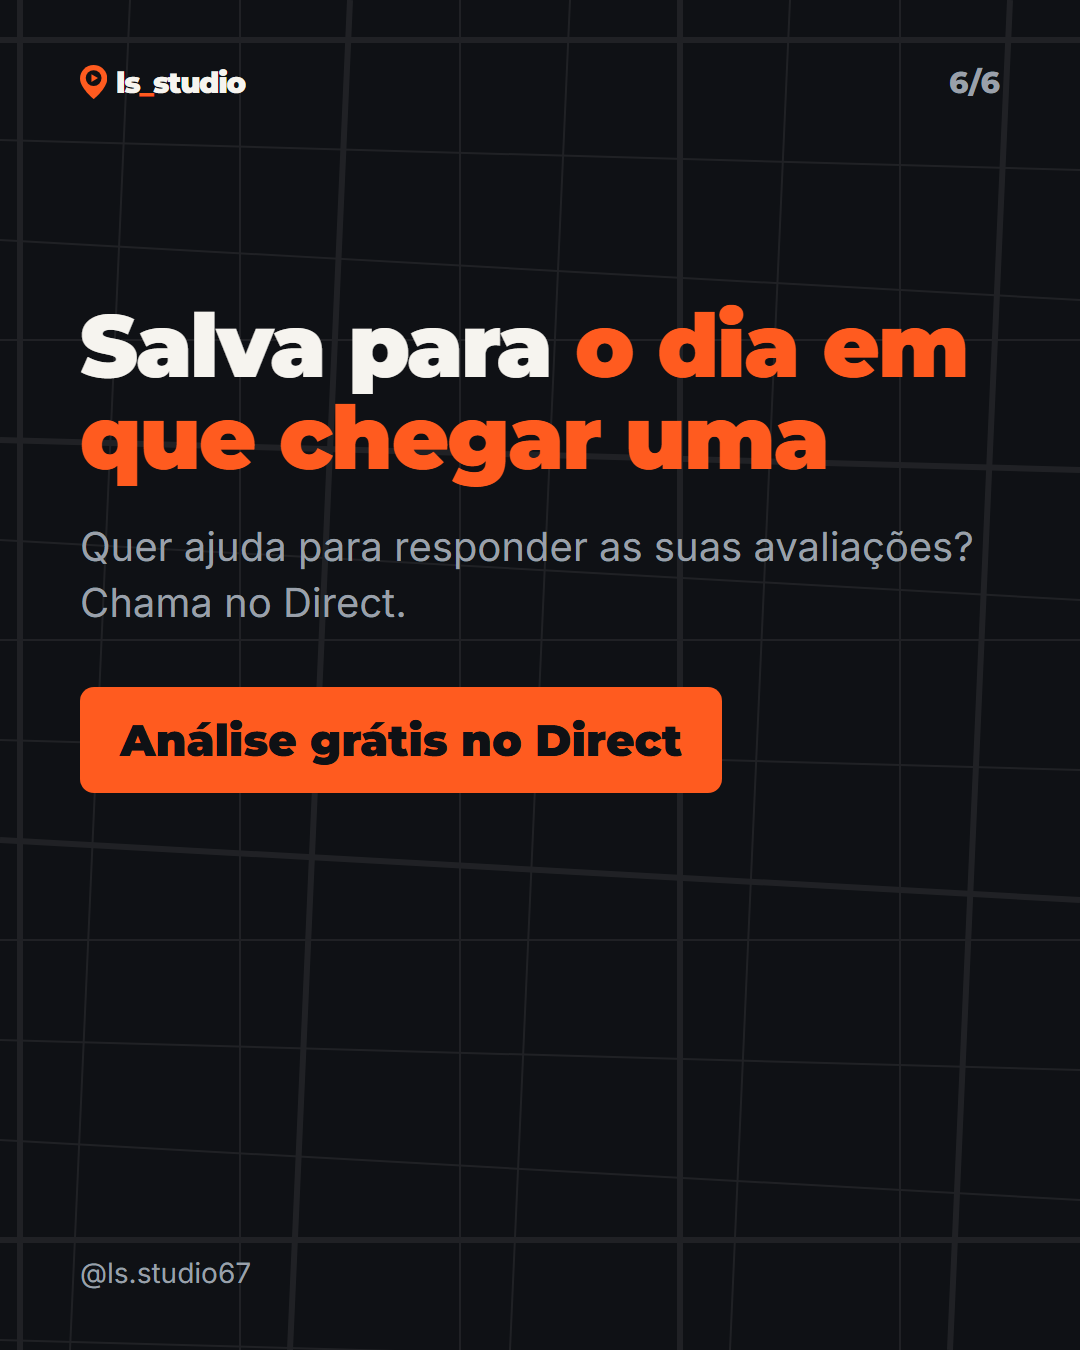 ls_studio
6/6
Salva para o dia em
que chegar uma
Quer ajuda para responder as suas avaliações?
Chama no Direct.
Análise grátis no Direct
@ls.studio67